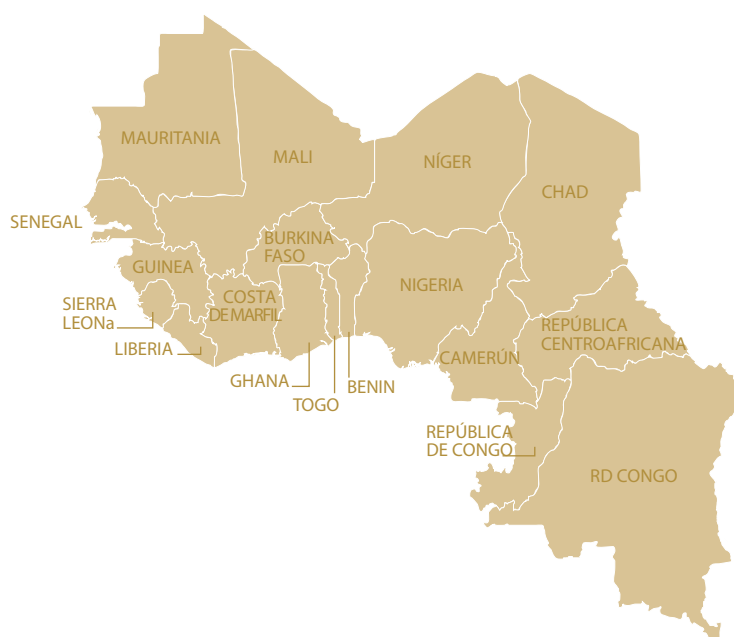 MAURITANIA
MALI
NÍGER
CHAD
SENEGAL
BURKINA
FASO
GUINEA
NIGERIA
SIERRA
LEONa
COSTA
DE MARFIL
REPÚBLICA
CENTROAFRICANA
LIBERIA
CAMERÚN
GHANA
BENIN
TOGO
REPÚBLICA
DE CONGO
RD CONGO